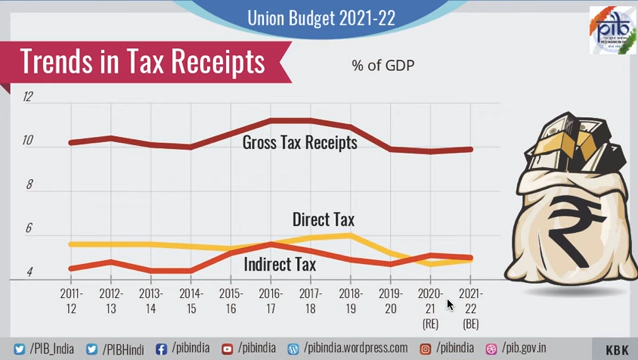 Union Budget 2021-22
pib
Trends in Tax Receipts
% of GDP
12
10
8
6
4
Gross Tax Receipts
Direct Tax
Indirect Tax
2011-12
2012-13
2013-14
2014-15
2015-16
2016-17
2017-18
2018-19
2019-20
2020-21 (RE)
2021-22 (BE)
₹
/PIB_India
/PIBHindi
/pibindia
/pibindia
/pibindia.wordpress.com
/pibindia
/pib.gov.in
KBK